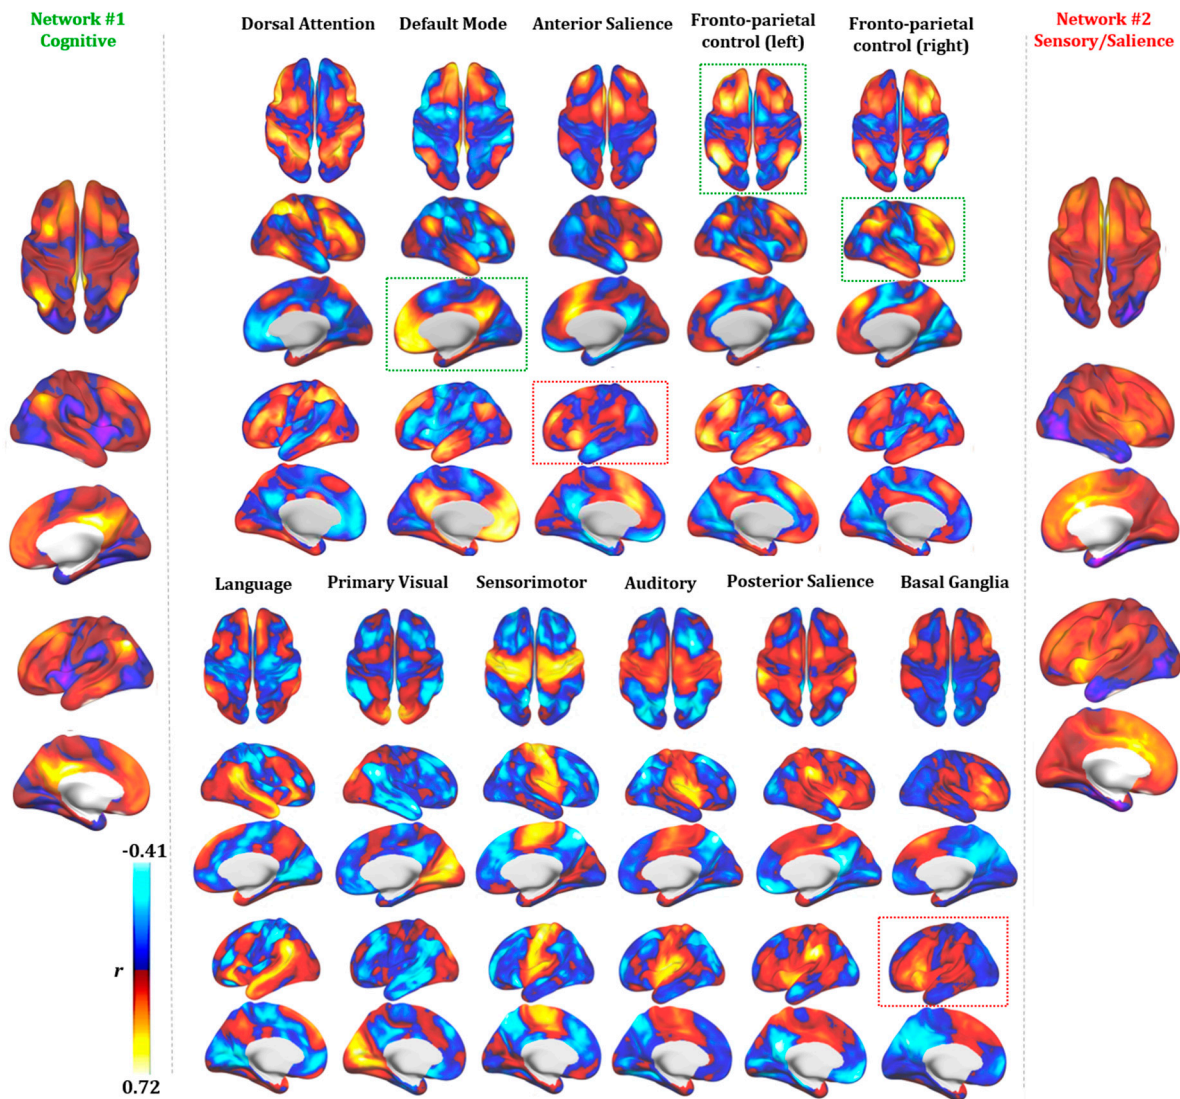 Network #1
Cognitive
Dorsal Attention
Default Mode
Anterior Salience
Fronto-parietal
control (left)
Fronto-parietal
control (right)
Network #2
Sensory/Salience
Language
Primary Visual
Sensorimotor
Auditory
Posterior Salience
Basal Ganglia
-0.41
r
0.72